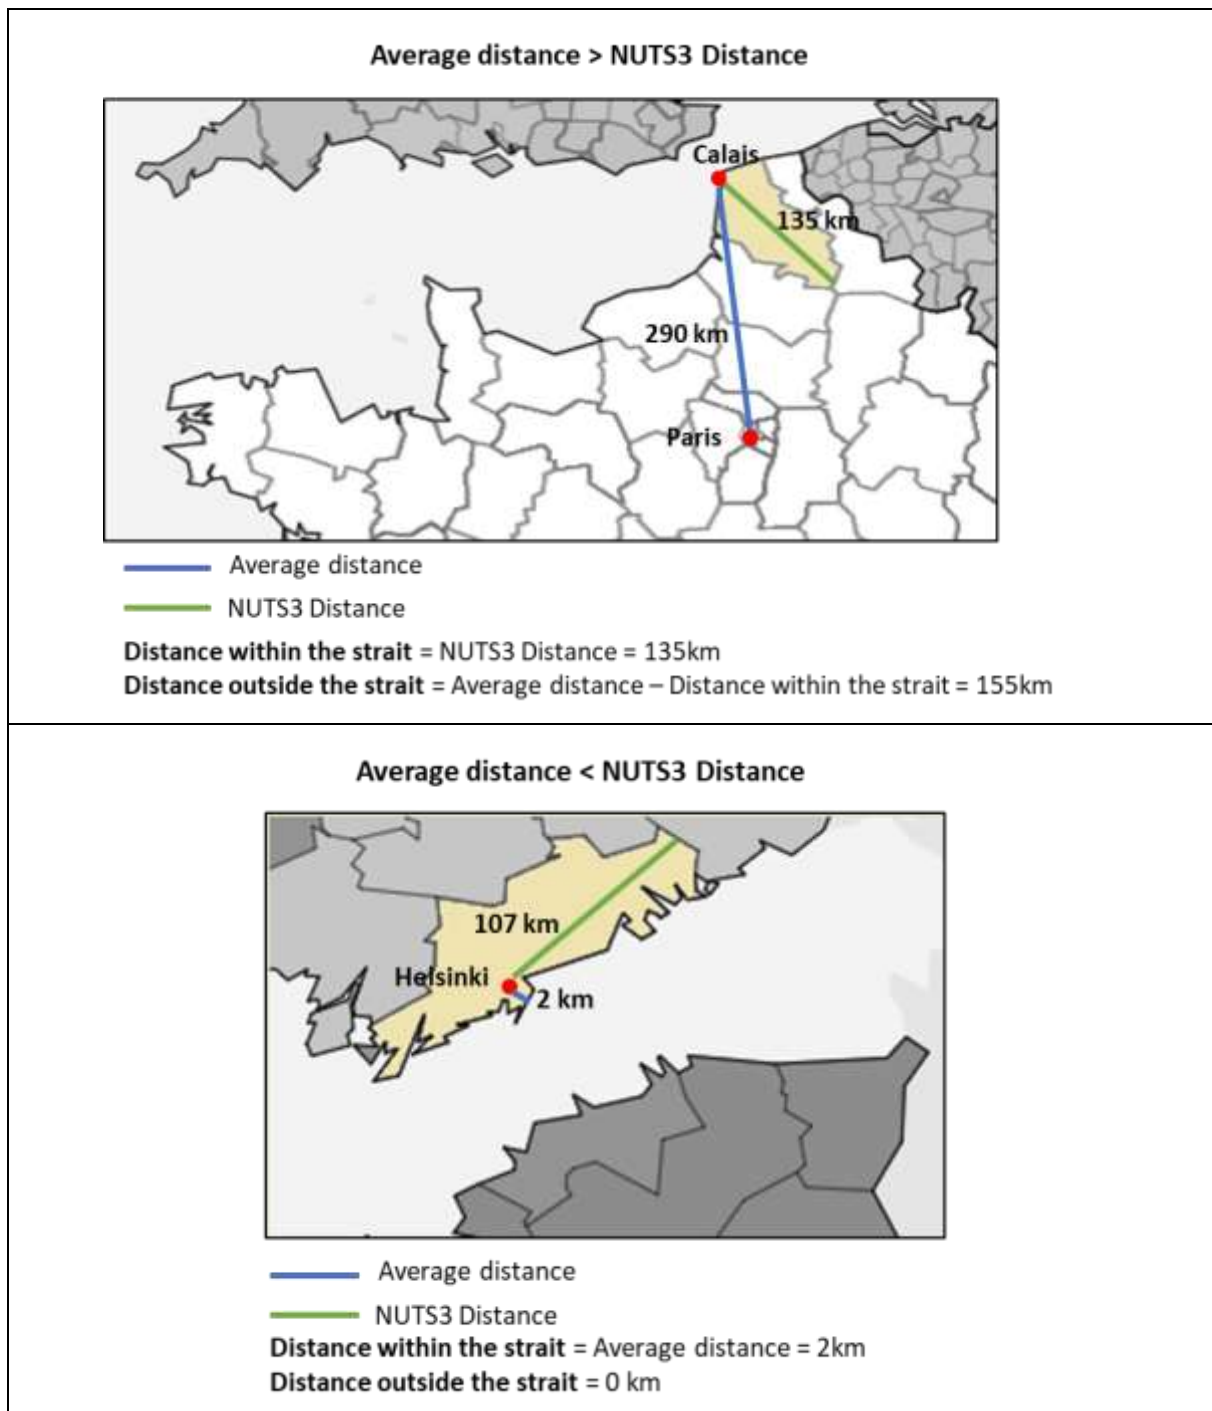 Average distance > NUTS3 Distance
Calais
135 km
290 km
Paris
Average distance
NUTS3 Distance
Distance within the strait = NUTS3 Distance = 135km
Distance outside the strait = Average distance – Distance within the strait = 155km
Average distance < NUTS3 Distance
107 km
Helsinki
2 km
Average distance
NUTS3 Distance
Distance within the strait = Average distance = 2km
Distance outside the strait = 0 km